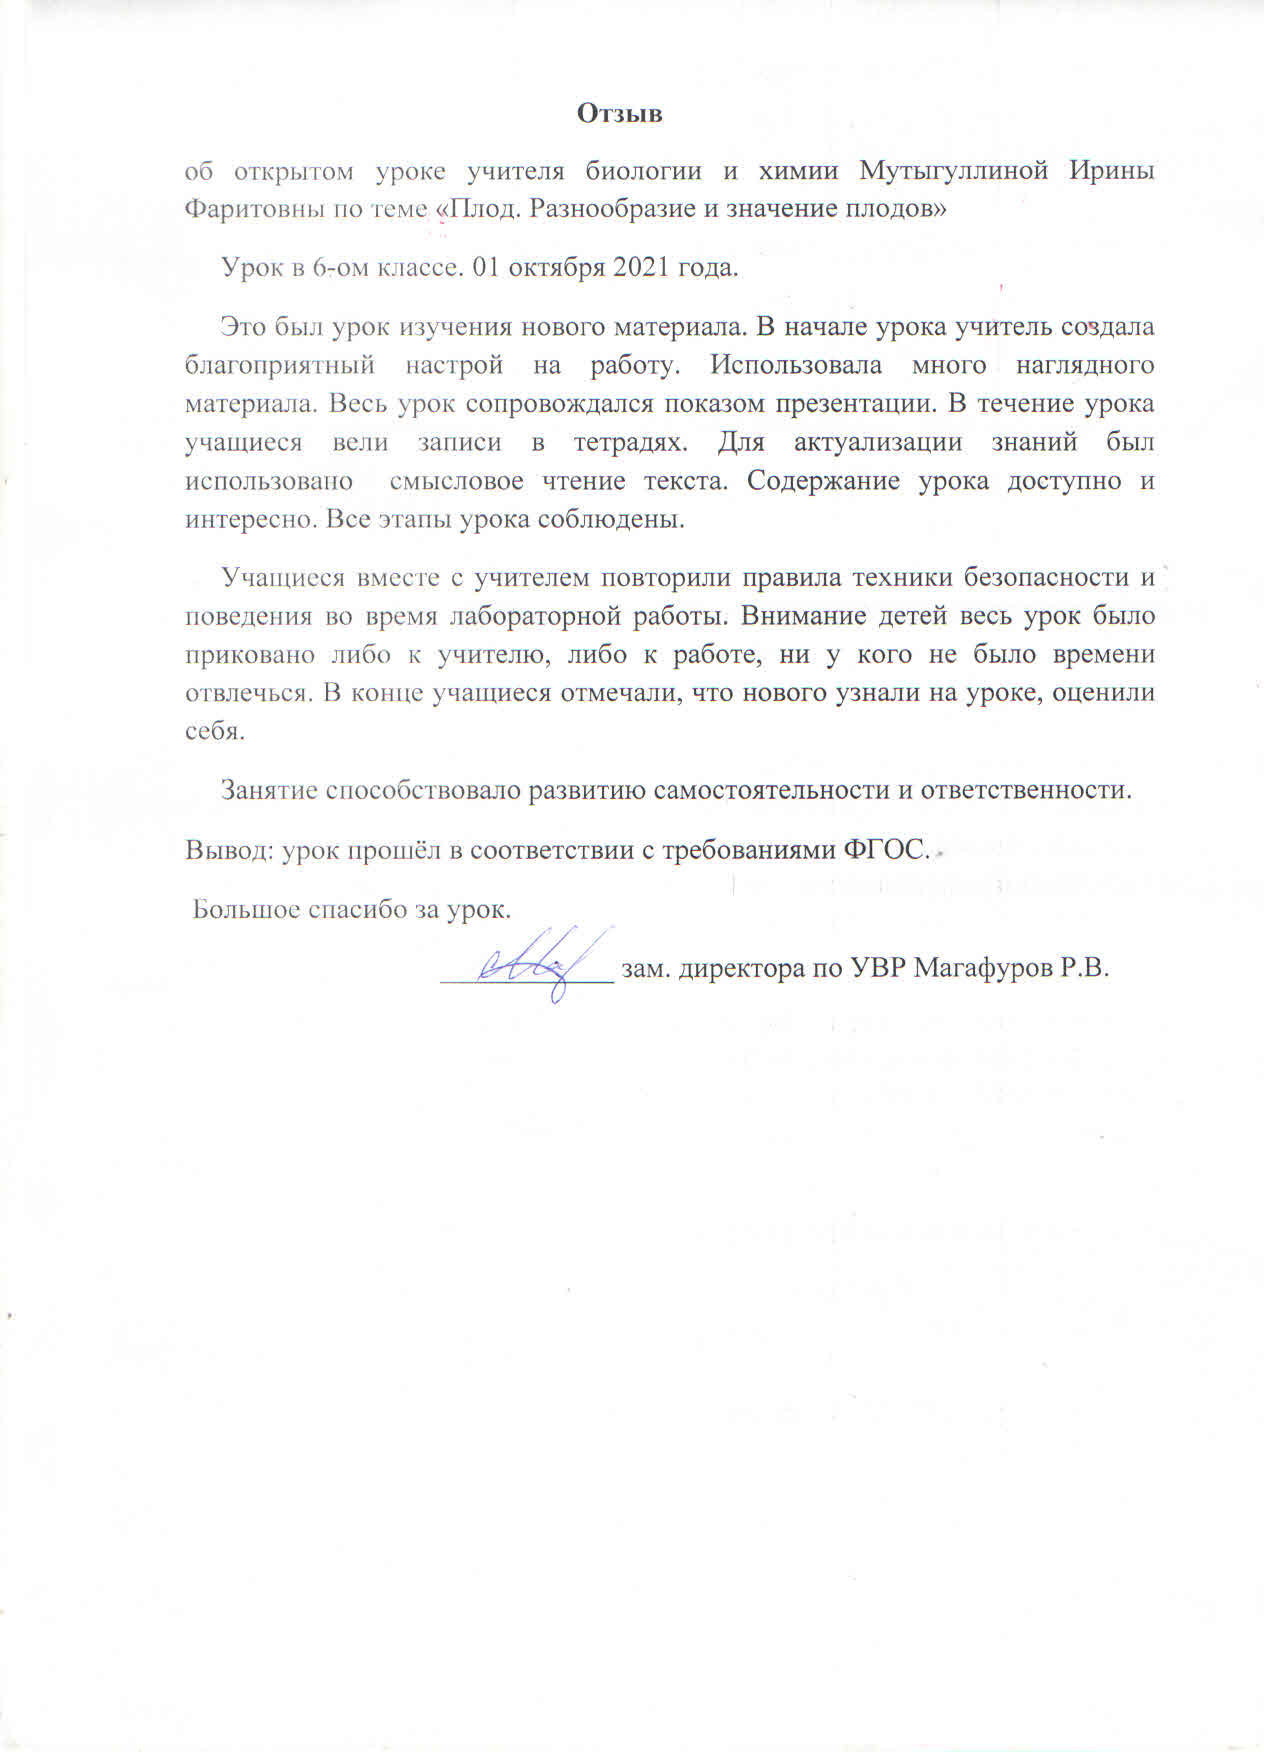 Отзыв
об открытом уроке учителя биологии и химии Мутыгуллиной Ирины
Фаритовны по теме «Плод. Разнообразие и значение плодов»
Урок в 6-ом классе. 01 октября 2021 года.
Это был урок изучения нового материала. В начале урока учитель создала
благоприятный настрой на работу. Использовала много наглядного
материала. Весь урок сопровождался показом презентации. В течение урока
учащиеся вели записи в тетрадях. Для актуализации знаний был
использовано смысловое чтение текста. Содержание урока доступно и
интересно. Все этапы урока соблюдены.
Учащиеся вместе с учителем повторили правила техники безопасности и
поведения во время лабораторной работы. Внимание детей весь урок было
приковано либо к учителю, либо к работе, ни у кого не было времени
отвлечься. В конце учащиеся отмечали, что нового узнали на уроке, оценили
себя.
Занятие способствовало развитию самостоятельности и ответственности.
Вывод: урок прошёл в соответствии с требованиями ФГОС.
Большое спасибо за урок.
зам. директора по УВР Магафуров Р.В.